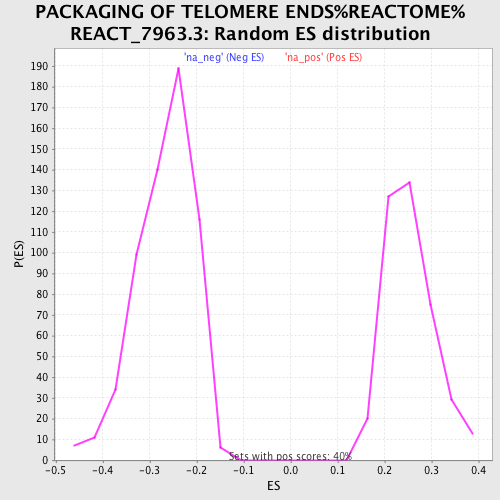 PACKAGING OF TELOMERE ENDS%REACTOME%
REACT_7963.3: Random ES distribution
'na_neg' (Neg ES) 'na_pos' (Pos ES)
190
180
170
160
150
140
130
120
110
100
90
80
70
60
50
40
30
20
10
0
P(ES)
Sets with pos scores: 40%
-0.5 -0.4 -0.3 -0.2 -0.1 0.0 0.1 0.2 0.3 0.4
ES